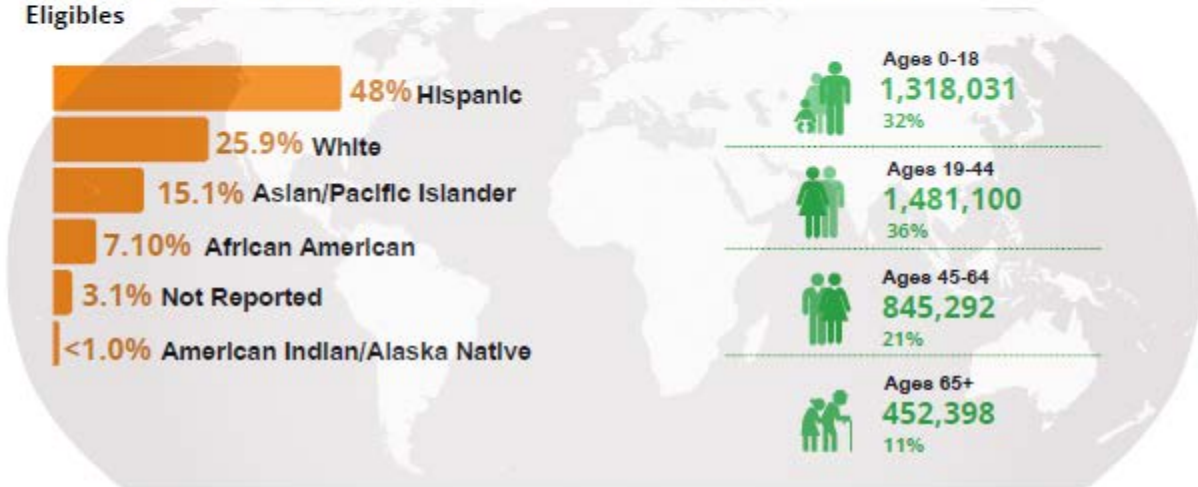 Eligibles
48% Hispanic
25.9% White
15.1% Asian/Pacific Islander
7.10% African American
3.1% Not Reported
<1.0% American Indian/Alaska Native
Ages 0-18
1,318,031
32%
Ages 19-44
1,481,100
36%
Ages 45-64
845,292
21%
Ages 65+
452,398
11%